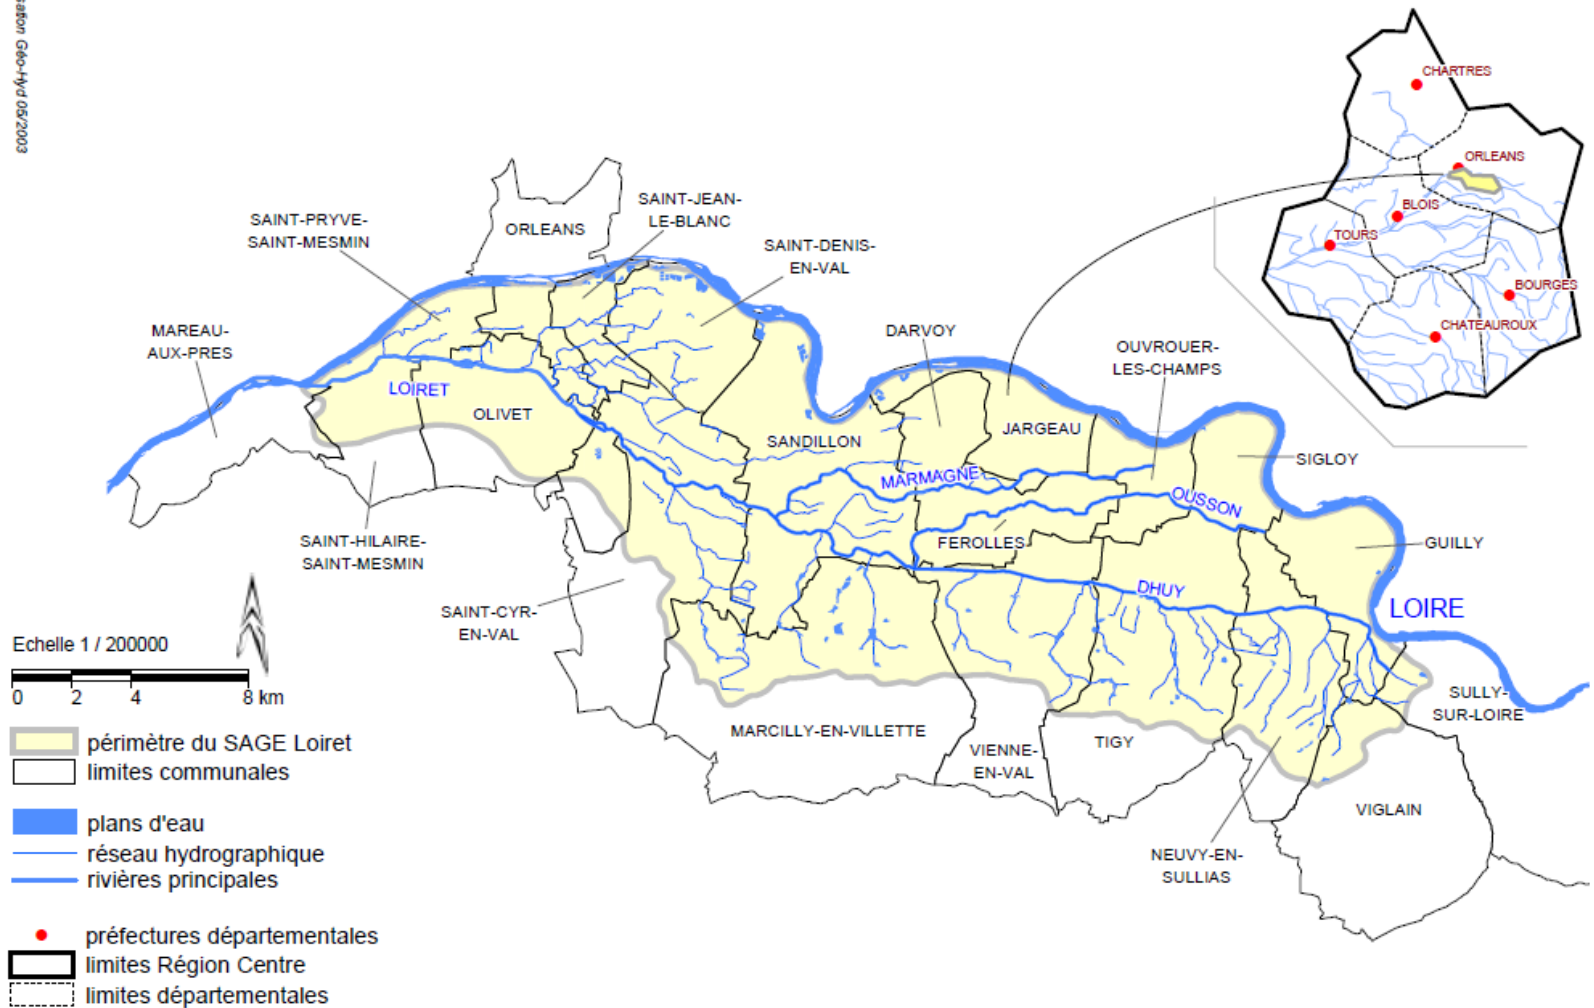 Géo-Hyd 05/2003
CHARTRES
ORLEANS
BLOIS
TOURS
BOURGES
CHATEAUROUX
ORLEANS
SAINT-JEAN-
LE-BLANC
SAINT-PRYVE-
SAINT-MESMIN
SAINT-DENIS-
EN-VAL
MAREAU-
AUX-PRES
DARVOY
OUVROUER-
LES-CHAMPS
LOIRET
OLIVET
SANDILLON
JARGEAU
SIGLOY
MARMAGNE
OUSSON
SAINT-HILAIRE-
SAINT-MESMIN
FEROLLES
GUILLY
DHUY
LOIRE
SAINT-CYR-
EN-VAL
SULLY-
SUR-LOIRE
MARCILLY-EN-VILLETTE
VIENNE-
EN-VAL
TIGY
VIGLAIN
NEUVY-EN-
SULLIAS
Echelle 1 / 200000
0 2 4 8 km
périmètre du SAGE Loiret
limites communales
plans d'eau
réseau hydrographique
rivières principales
préfectures départementales
limites Région Centre
limites départementales